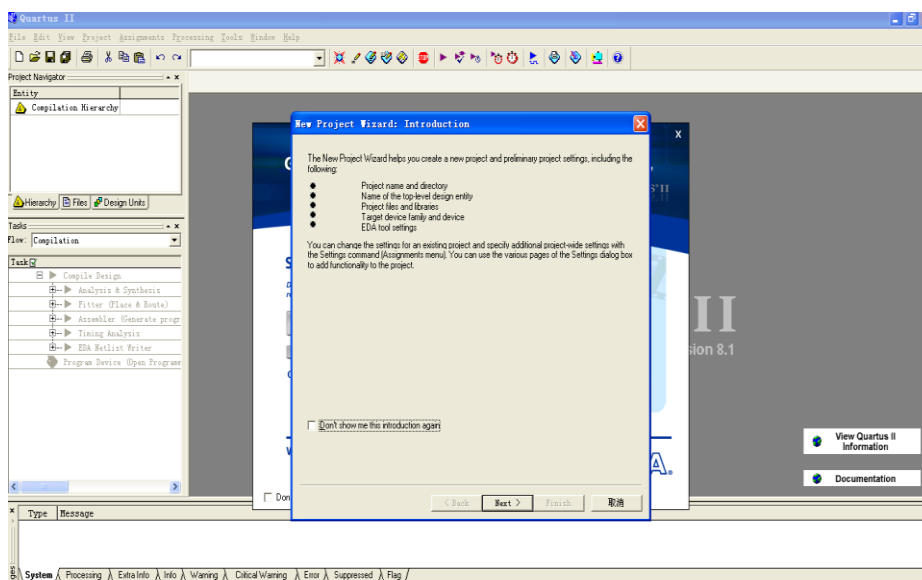 Quartus II
File Edit View Project Assignments Processing Tools Window Help
Project Navigator
Entity
Compilation Hierarchy
Hierarchy Files Design Units
Tasks
Flow: Compilation
Task
Compile Design
Analysis & Synthesis
Fitter (Place & Route)
Assembler (Generate progr
Timing Analysis
EDA Netlist Writer
Program Device (Open Programm
New Project Wizard: Introduction
The New Project Wizard helps you create a new project and preliminary project settings, including the
following:
Project name and directory
Name of the top-level design entity
Project files and libraries
Target device family and device
EDA tool settings
You can change the settings for an existing project and specify additional project-wide settings with
the Settings command (Assignments menu). You can use the various pages of the Settings dialog box
to add functionality to the project.
Don't show me this introduction again
< Back Next > Finish 取消
X
II
sion 8.1
Don
A.
View Quartus II
Information
Documentation
Type Message
System Processing Extra Info Info Warning Critical Warning Error Suppressed Flag